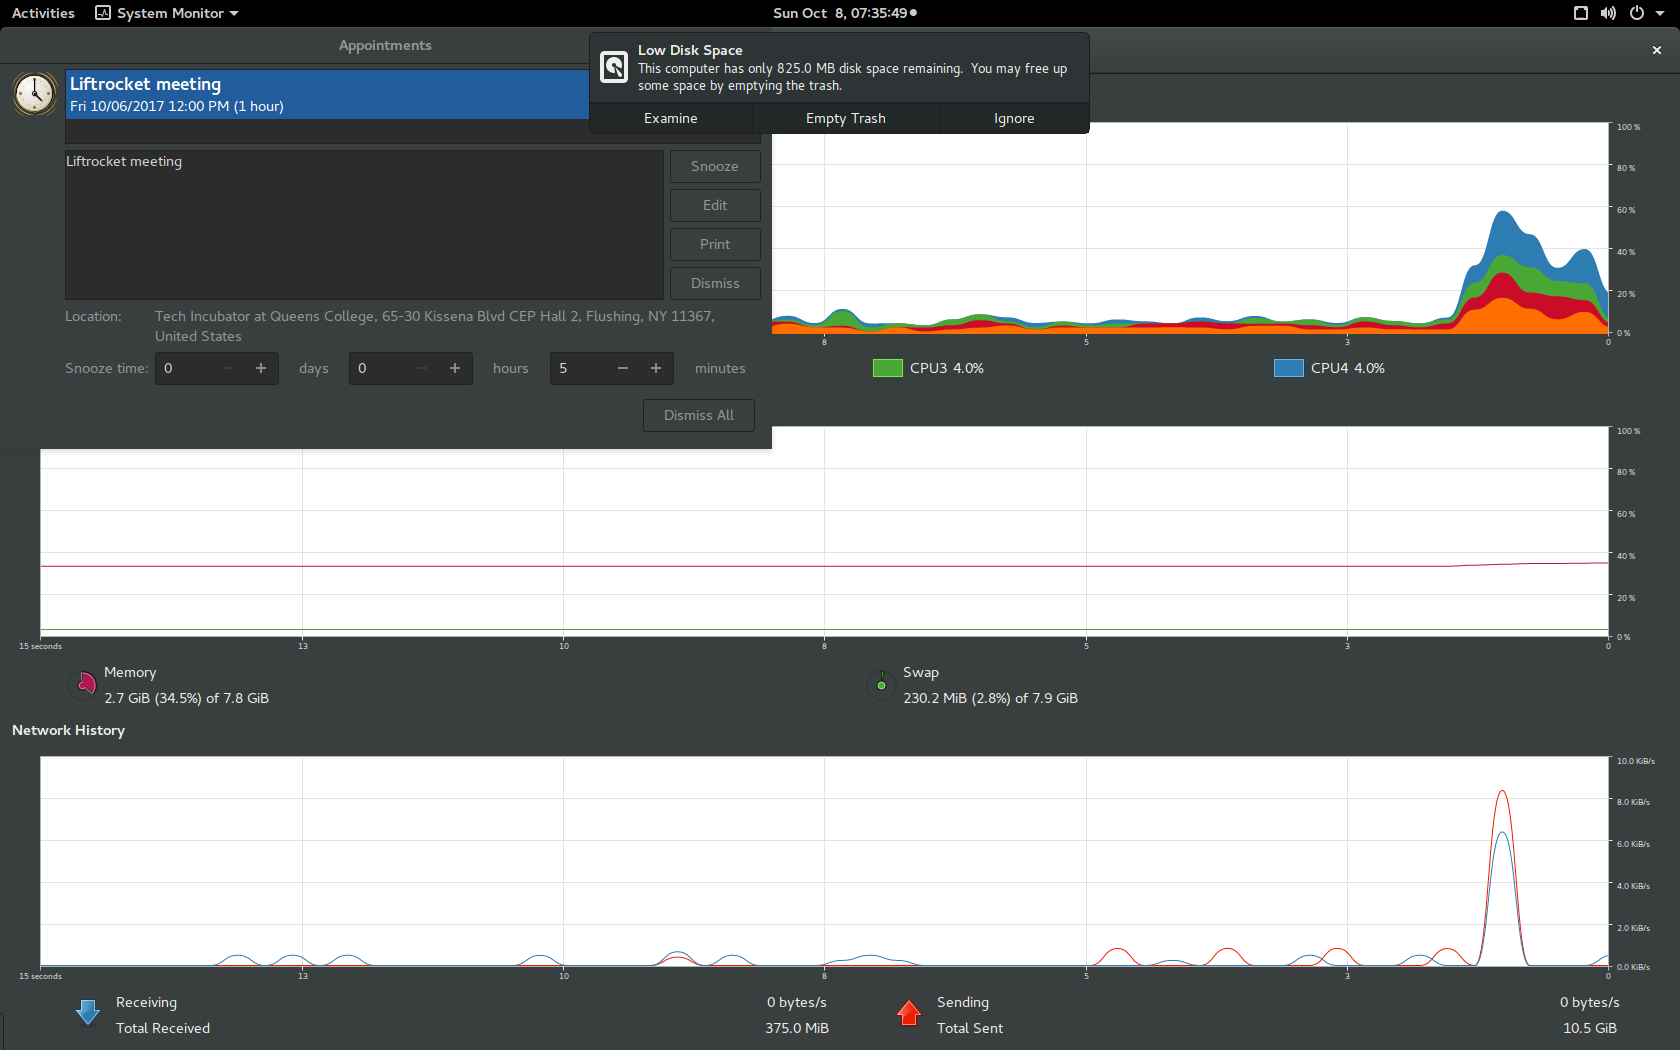 Activities
System Monitor
Sun Oct 8, 07:35:49
Appointments
Liftrocket meeting
Fri 10/06/2017 12:00 PM (1 hour)
Liftrocket meeting
Snooze
Edit
Print
Dismiss
Location:
Tech Incubator at Queens College, 65-30 Kissena Blvd CEP Hall 2, Flushing, NY 11367,
United States
Snooze time:
0
days
0
hours
5
minutes
Dismiss All
Low Disk Space
This computer has only 825.0 MB disk space remaining. You may free up
some space by emptying the trash.
Examine
Empty Trash
Ignore
100 %
80 %
60 %
40 %
20 %
0 %
8
5
3
0
CPU3 4.0%
CPU4 4.0%
100 %
80 %
60 %
40 %
20 %
0 %
15 seconds
13
10
8
5
3
0
Memory
2.7 GiB (34.5%) of 7.8 GiB
Swap
230.2 MiB (2.8%) of 7.9 GiB
Network History
10.0 KiB/s
8.0 KiB/s
6.0 KiB/s
4.0 KiB/s
2.0 KiB/s
0.0 KiB/s
15 seconds
13
10
8
5
3
0
Receiving
0 bytes/s
Total Received
375.0 MiB
Sending
0 bytes/s
Total Sent
10.5 GiB